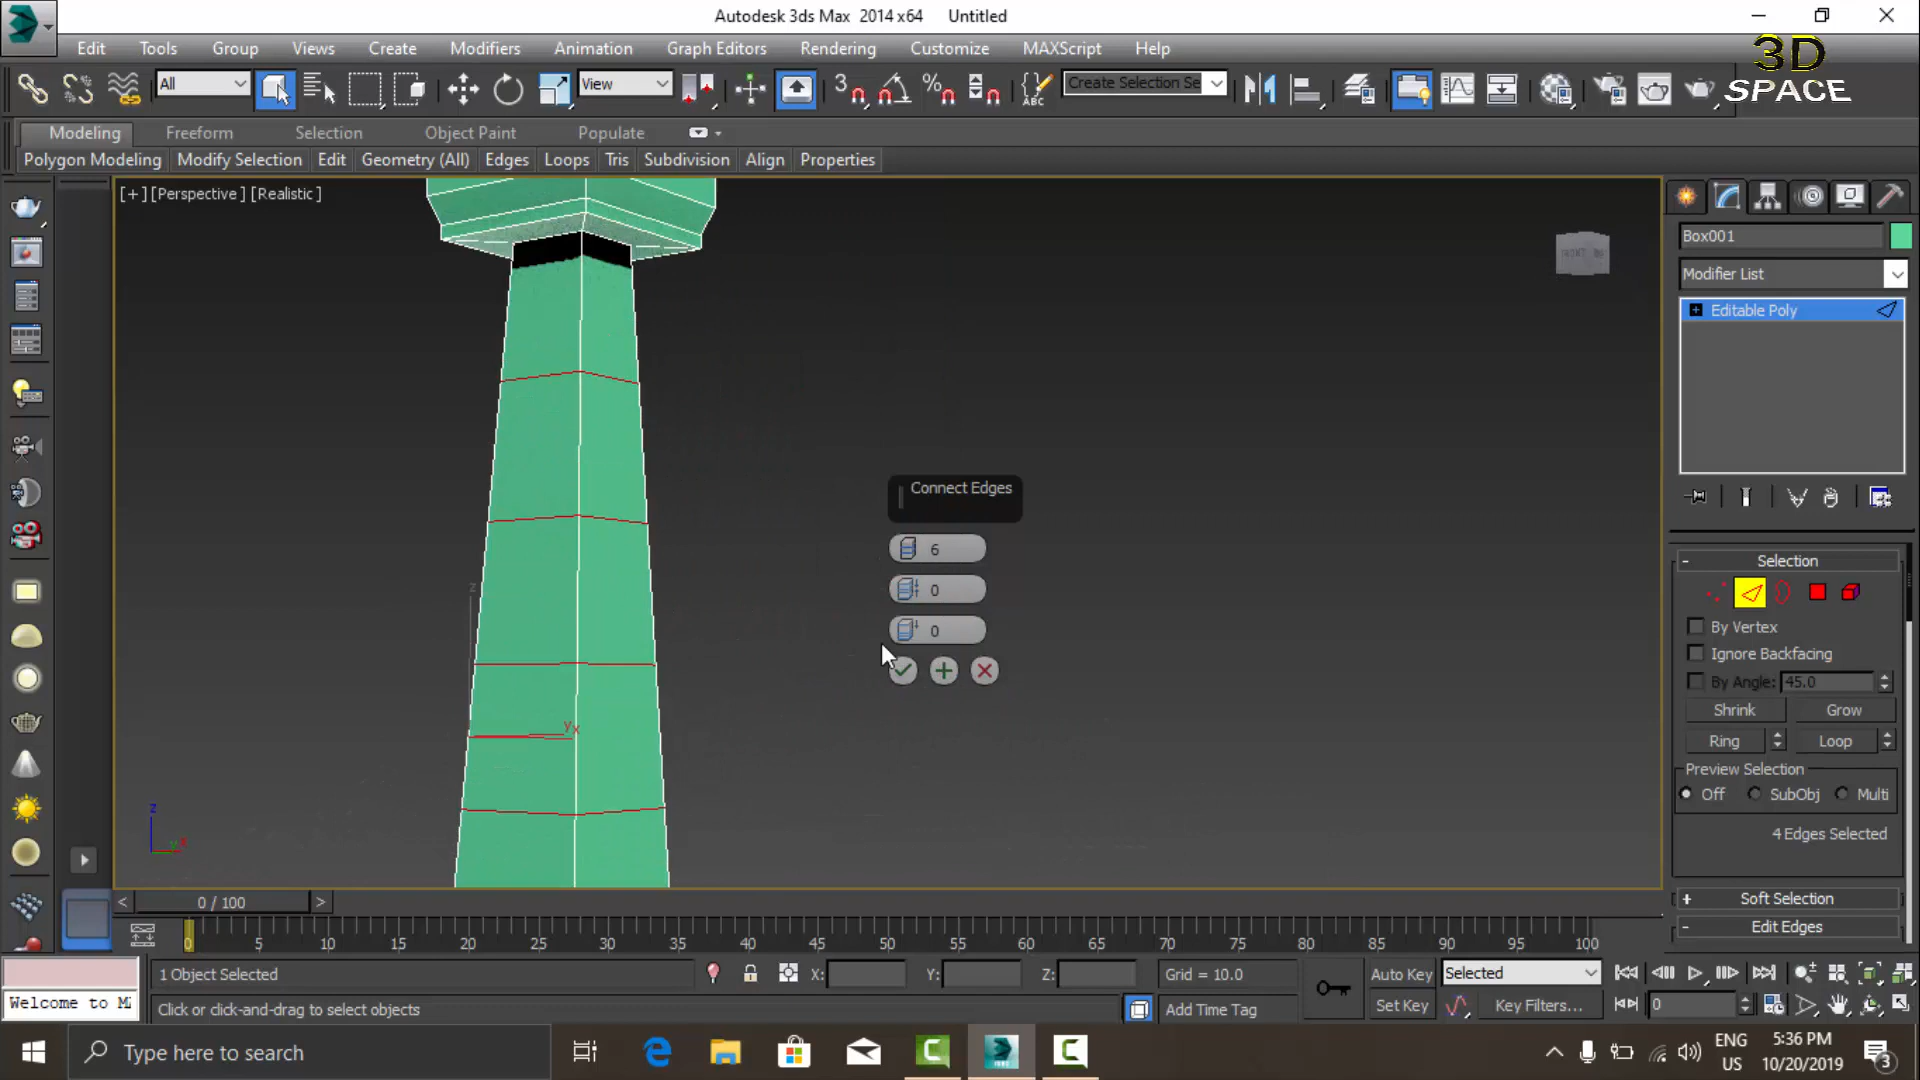 Autodesk 3ds Max 2014 x64 Untitled
3D
SPACE
Edit Tools Group Views Create Modifiers Animation Graph Editors Rendering Customize MAXScript Help
All
View
3
Create Selection Se
ABC
Modeling Freeform Selection Object Paint Populate
Polygon Modeling Modify Selection Edit Geometry (All) Edges Loops Tris Subdivision Align Properties
[+] [Perspective] [Realistic]
FRONT
Box001
Modifier List
Editable Poly
Connect Edges
6
0
0
Selection
By Vertex
Ignore Backfacing
By Angle: 45.0
Shrink Grow
Ring Loop
Preview Selection
Off SubObj Multi
4 Edges Selected
Soft Selection
Edit Edges
z
y x
z
y x
< 0 / 100 >
0 5 10 15 20 25 30 35 40 45 50 55 60 65 70 75 80 85 90 95 100
1 Object Selected X: Y: Z: Grid = 10.0 Auto Key Selected
Welcome to M
Click or click-and-drag to select objects Add Time Tag Set Key Key Filters... 0
Type here to search
ENG
US
5:36 PM
10/20/2019
3